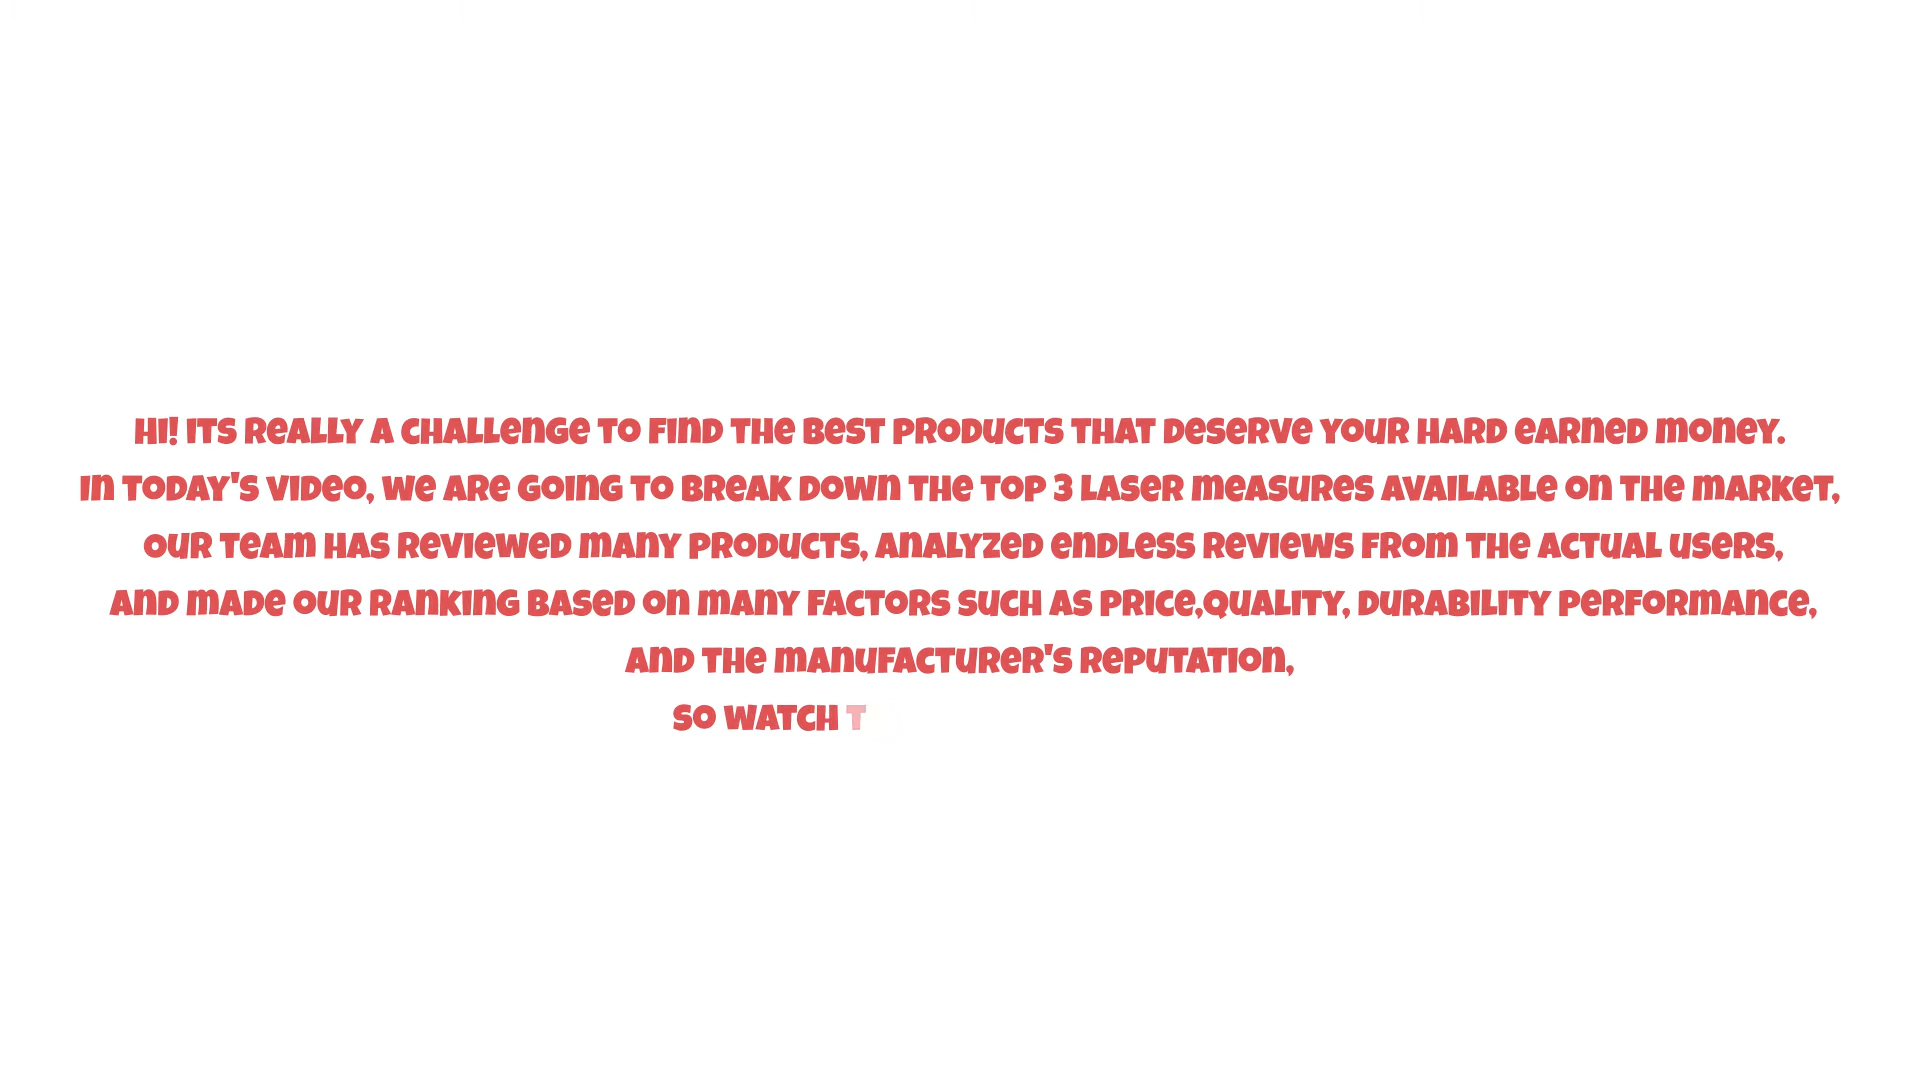 Hi! Its really a challenge to find the best products that deserve your hard earned money.
In today's video, we are going to break down the top 3 laser measures available on the market,
our team has reviewed many products, analyzed endless reviews from the actual users,
and made our ranking based on many factors such as price,quality, durability performance,
and the manufacturer's reputation,
so watch t